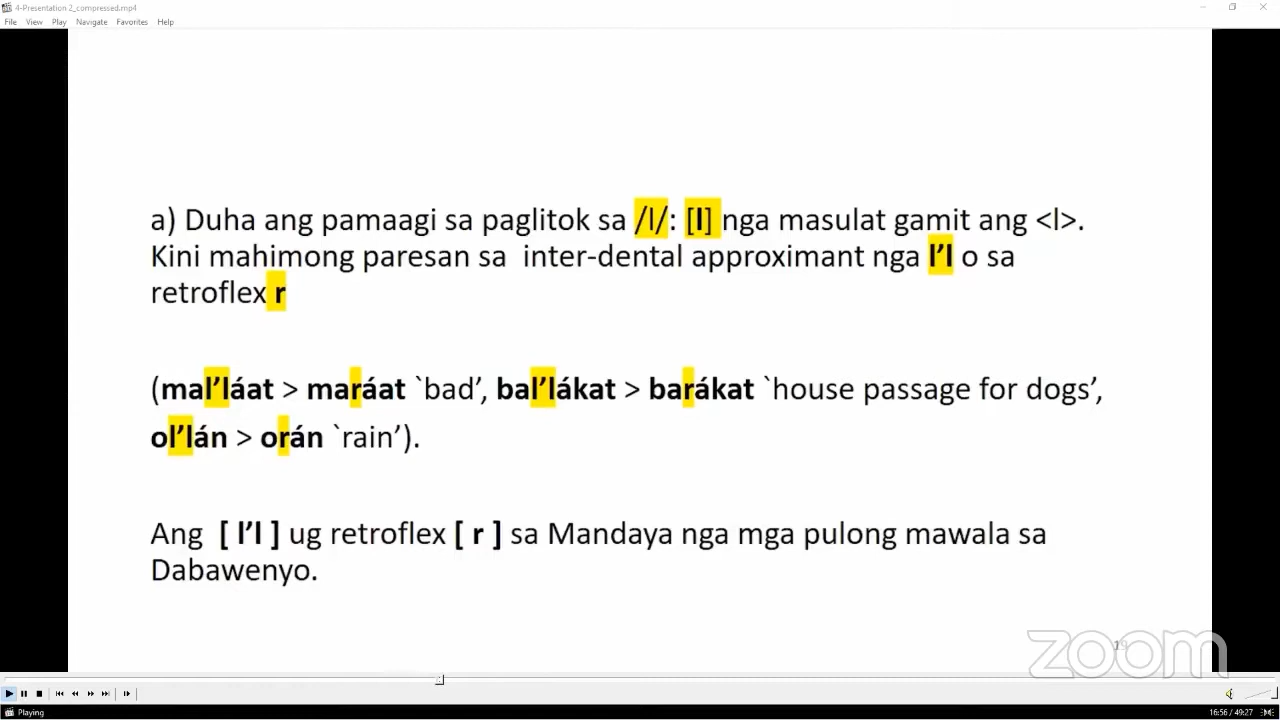 4-Presentation 2_compressed.mp4
File View Play Navigate Favorites Help
a) Duha ang pamaagi sa paglitok sa /l/: [l] nga masulat gamit ang <l>.
Kini mahimong paresan sa inter-dental approximant nga l’l o sa
retroflex r
(mal’láat > maráat `bad’, bal’lákat > barákat `house passage for dogs’,
ol’lán > orán `rain’).
Ang [ l’l ] ug retroflex [ r ] sa Mandaya nga mga pulong mawala sa
Dabawenyo.
19
zoom
Playing
16:56 / 49:27